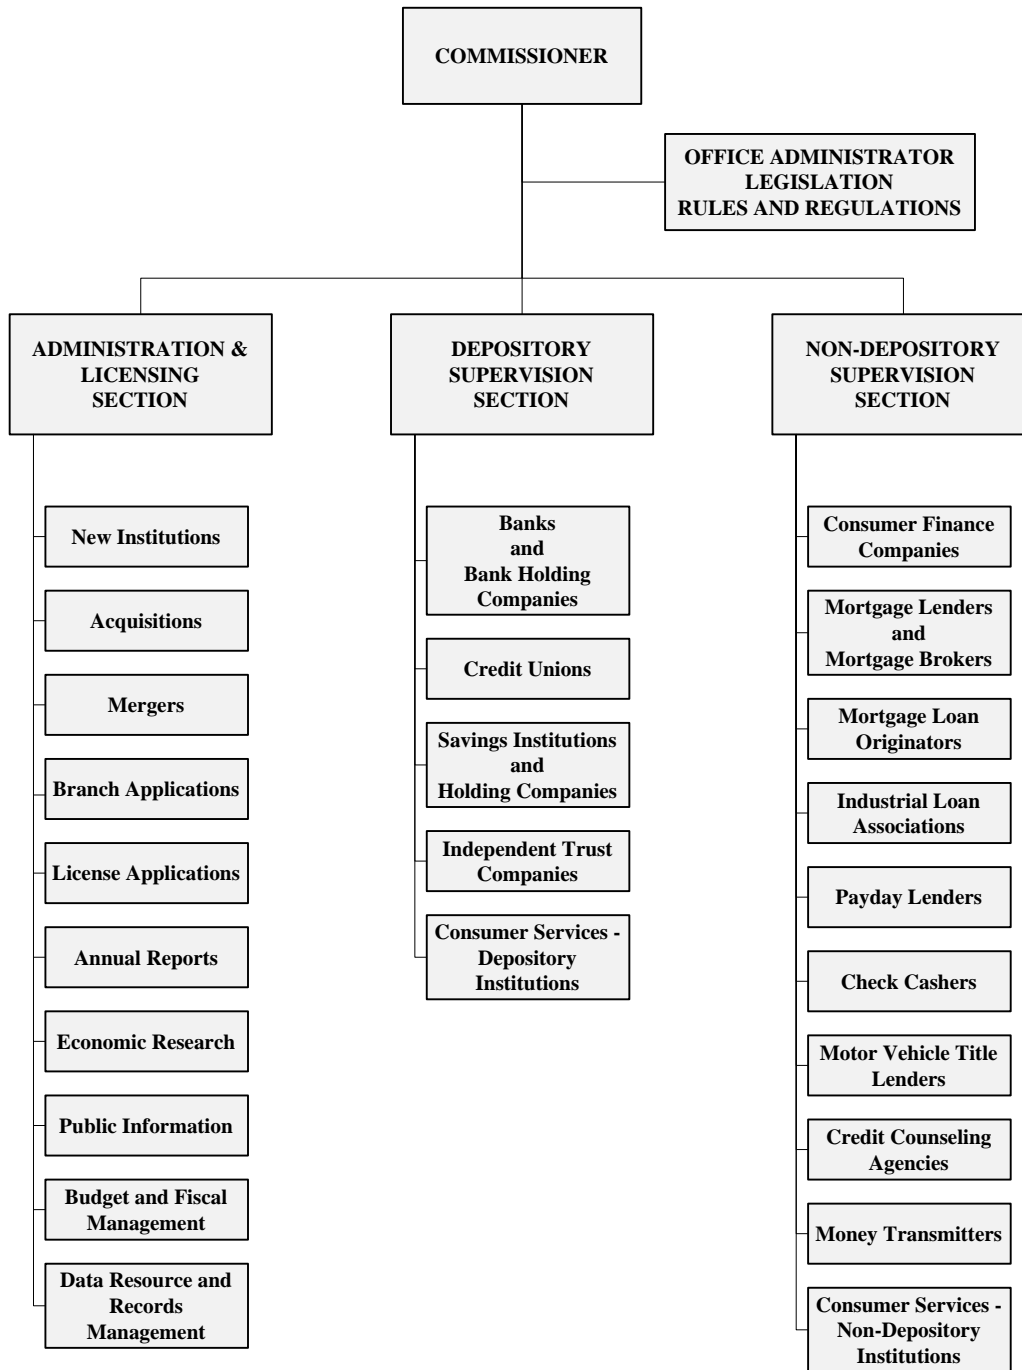 COMMISSIONER
OFFICE ADMINISTRATOR
LEGISLATION
RULES AND REGULATIONS
ADMINISTRATION &
LICENSING
SECTION
New Institutions
Acquisitions
Mergers
Branch Applications
License Applications
Annual Reports
Economic Research
Public Information
Budget and Fiscal
Management
Data Resource and
Records
Management
DEPOSITORY
SUPERVISION
SECTION
Banks
and
Bank Holding
Companies
Credit Unions
Savings Institutions
and
Holding Companies
Independent Trust
Companies
Consumer Services -
Depository
Institutions
NON-DEPOSITORY
SUPERVISION
SECTION
Consumer Finance
Companies
Mortgage Lenders
and
Mortgage Brokers
Mortgage Loan
Originators
Industrial Loan
Associations
Payday Lenders
Check Cashers
Motor Vehicle Title
Lenders
Credit Counseling
Agencies
Money Transmitters
Consumer Services -
Non-Depository
Institutions